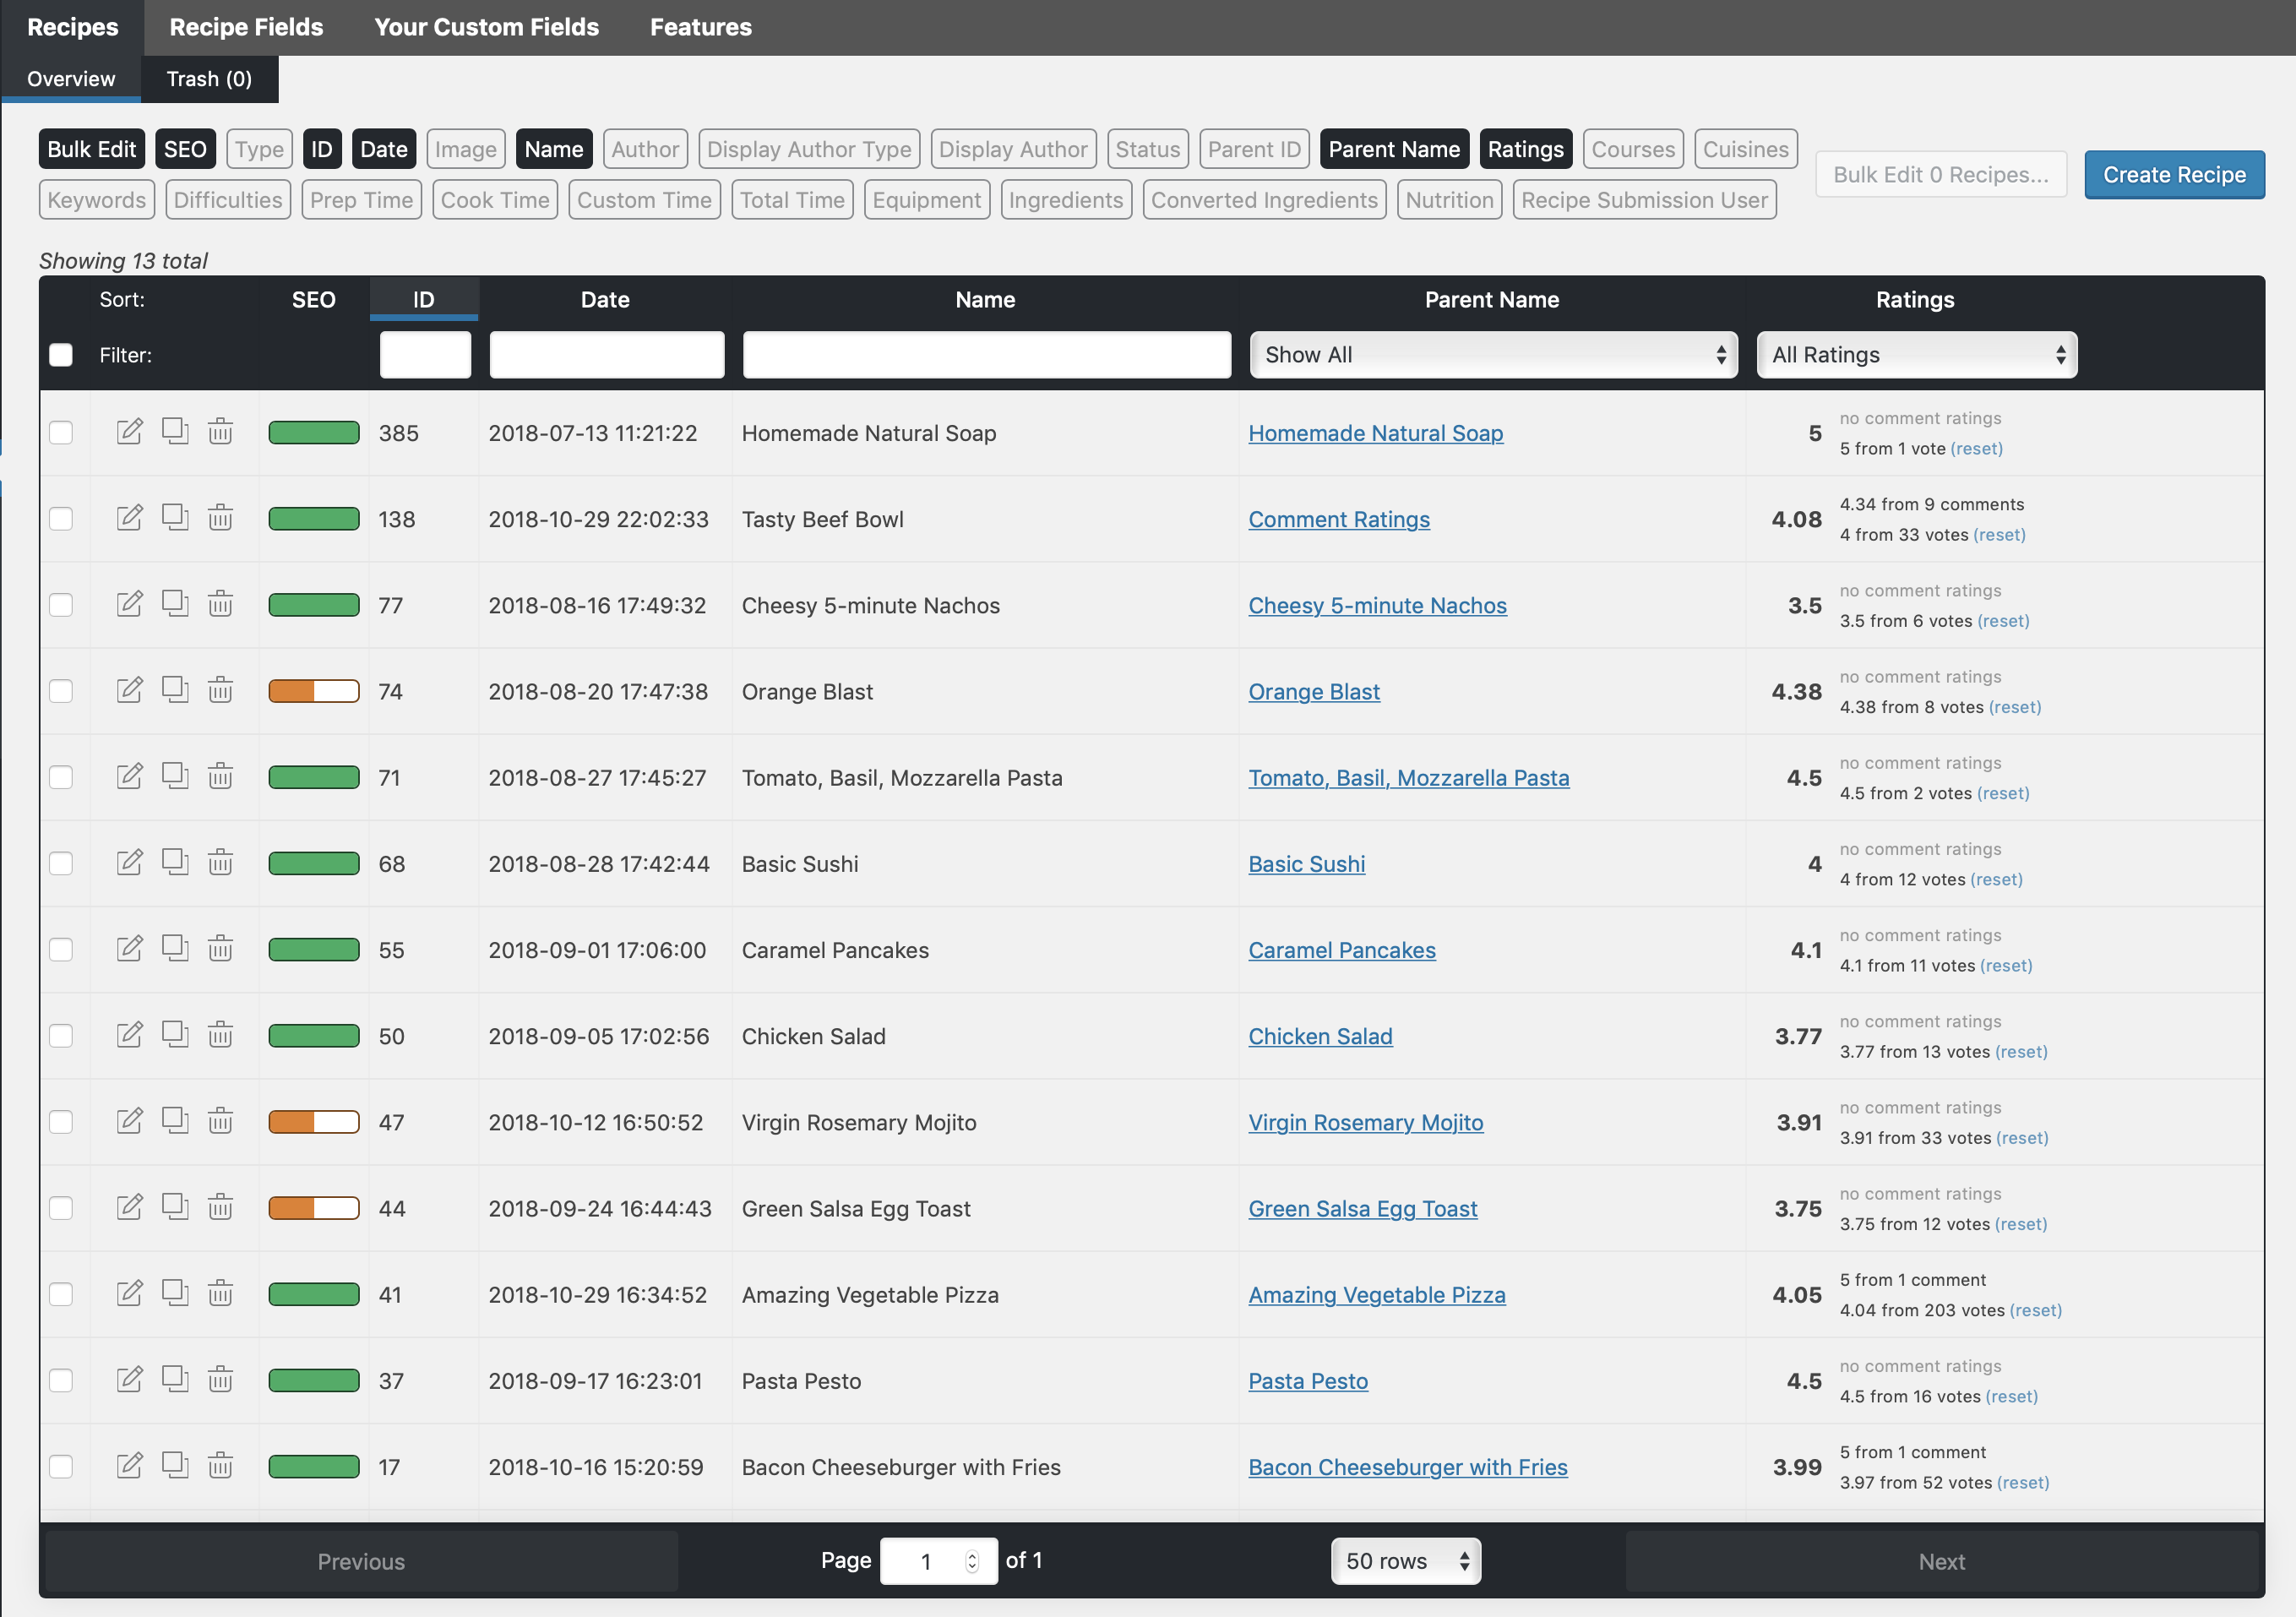 Recipes Recipe Fields Your Custom Fields Features
Overview Trash (0)
Bulk Edit SEO Type ID Date Image Name Author Display Author Type Display Author Status Parent ID Parent Name Ratings Courses Cuisines
Keywords Difficulties Prep Time Cook Time Custom Time Total Time Equipment Ingredients Converted Ingredients Nutrition Recipe Submission User
Bulk Edit 0 Recipes... Create Recipe
Showing 13 total
Sort: SEO ID Date Name Parent Name Ratings
Filter: Show All All Ratings
385 2018-07-13 11:21:22 Homemade Natural Soap Homemade Natural Soap 5 no comment ratings
5 from 1 vote (reset)
138 2018-10-29 22:02:33 Tasty Beef Bowl Comment Ratings 4.08 4.34 from 9 comments
4 from 33 votes (reset)
77 2018-08-16 17:49:32 Cheesy 5-minute Nachos Cheesy 5-minute Nachos 3.5 no comment ratings
3.5 from 6 votes (reset)
74 2018-08-20 17:47:38 Orange Blast Orange Blast 4.38 no comment ratings
4.38 from 8 votes (reset)
71 2018-08-27 17:45:27 Tomato, Basil, Mozzarella Pasta Tomato, Basil, Mozzarella Pasta 4.5 no comment ratings
4.5 from 2 votes (reset)
68 2018-08-28 17:42:44 Basic Sushi Basic Sushi 4 no comment ratings
4 from 12 votes (reset)
55 2018-09-01 17:06:00 Caramel Pancakes Caramel Pancakes 4.1 no comment ratings
4.1 from 11 votes (reset)
50 2018-09-05 17:02:56 Chicken Salad Chicken Salad 3.77 no comment ratings
3.77 from 13 votes (reset)
47 2018-10-12 16:50:52 Virgin Rosemary Mojito Virgin Rosemary Mojito 3.91 no comment ratings
3.91 from 33 votes (reset)
44 2018-09-24 16:44:43 Green Salsa Egg Toast Green Salsa Egg Toast 3.75 no comment ratings
3.75 from 12 votes (reset)
41 2018-10-29 16:34:52 Amazing Vegetable Pizza Amazing Vegetable Pizza 4.05 5 from 1 comment
4.04 from 203 votes (reset)
37 2018-09-17 16:23:01 Pasta Pesto Pasta Pesto 4.5 no comment ratings
4.5 from 16 votes (reset)
17 2018-10-16 15:20:59 Bacon Cheeseburger with Fries Bacon Cheeseburger with Fries 3.99 5 from 1 comment
3.97 from 52 votes (reset)
Previous Page 1 of 1 50 rows Next